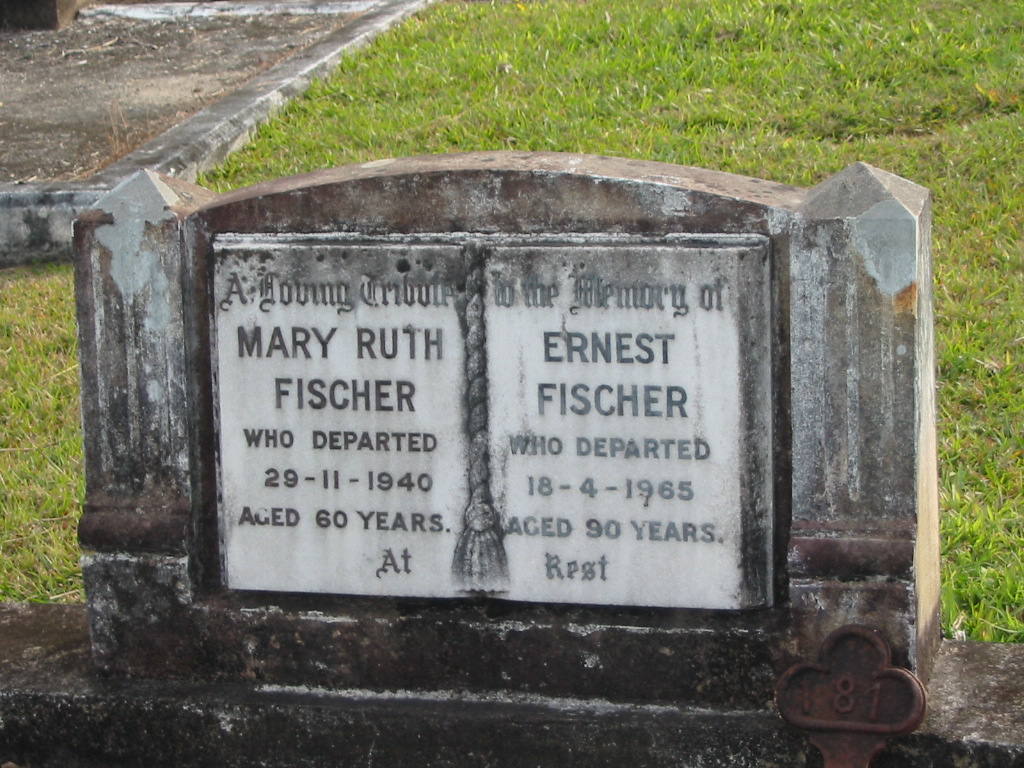 A Loving Tribute to the Memory of
MARY RUTH
FISCHER
WHO DEPARTED
29-11-1940
AGED 60 YEARS.
At
ERNEST
FISCHER
WHO DEPARTED
18-4-1965
AGED 90 YEARS.
Rest
187